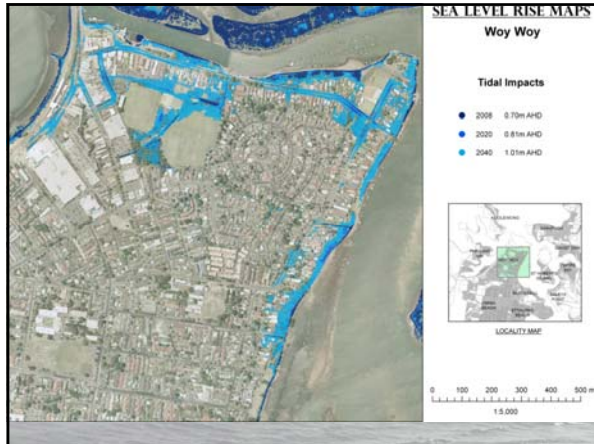 SEA LEVEL RISE MAPS
Woy Woy
Tidal Impacts
2008 0.70m AHD
2020 0.81m AHD
2040 1.01m AHD
LOCALITY MAP
0 100 200 300 400 500 m
1:5,000